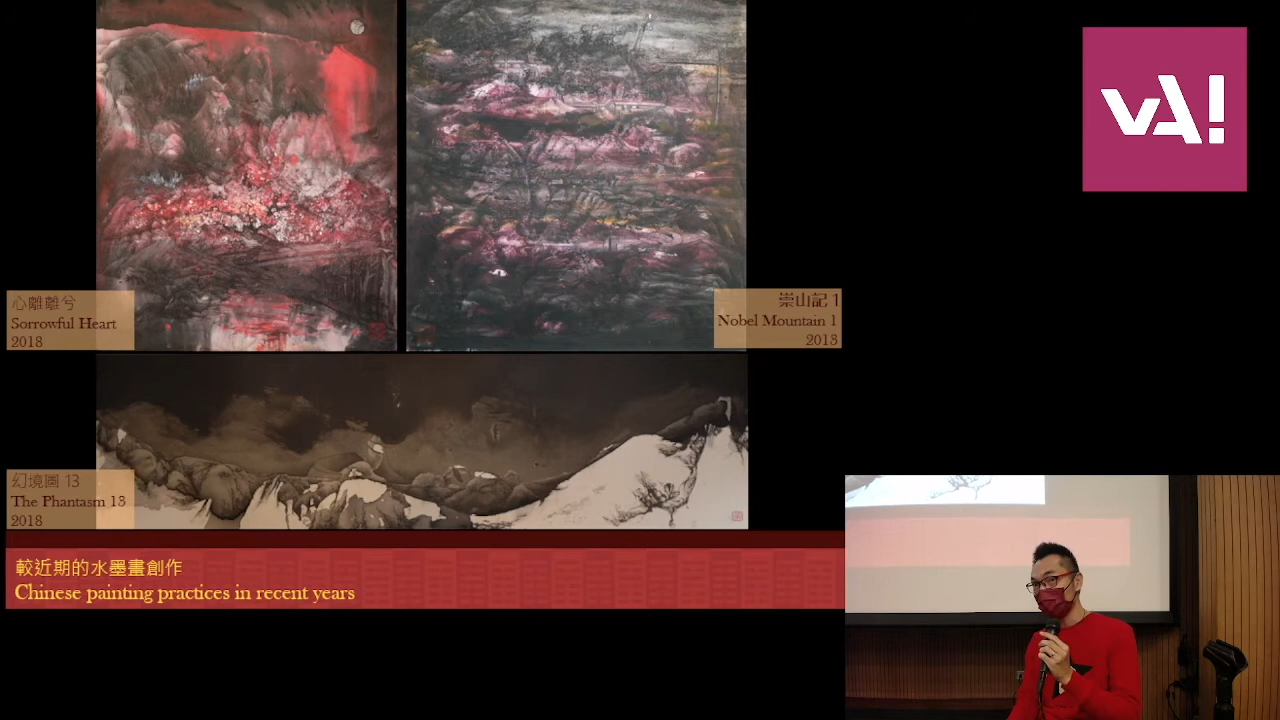 vA!
心離離兮
Sorrowful Heart
2018
崇山記 1
Nobel Mountain 1
2013
幻境圖 13
The Phantasm 13
2018
較近期的水墨畫創作
Chinese painting practices in recent years